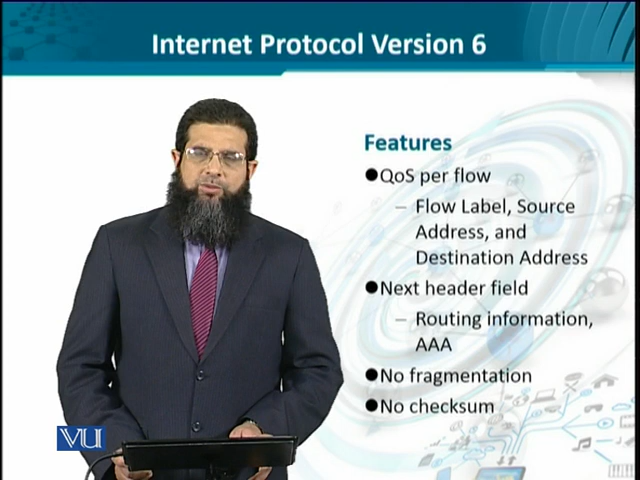 Internet Protocol Version 6
Features
●QoS per flow
– Flow Label, Source
Address, and
Destination Address
●Next header field
– Routing information,
AAA
●No fragmentation
●No checksum
VU